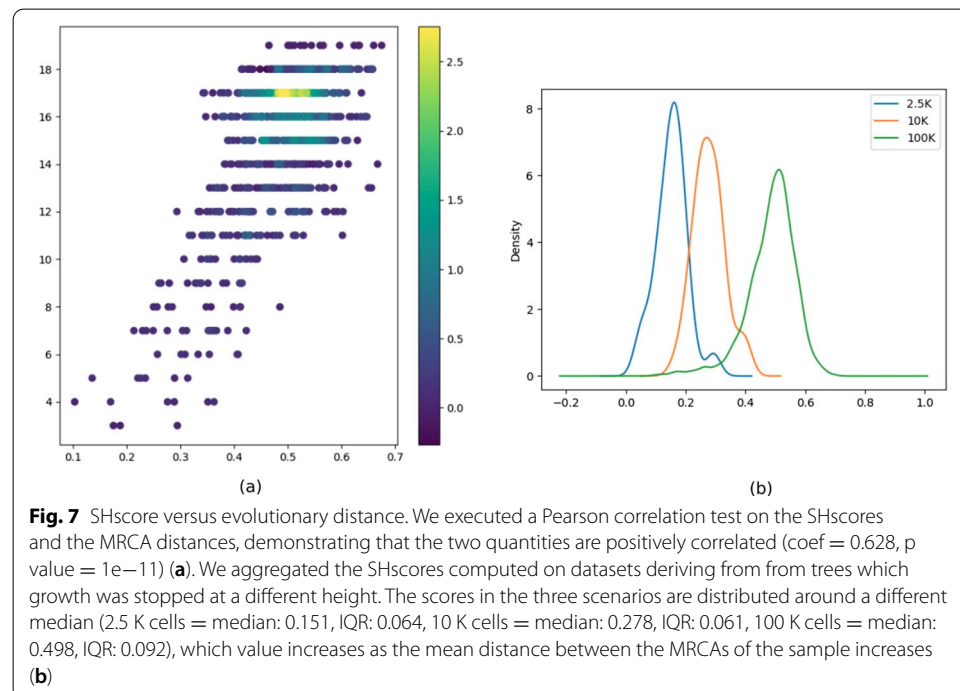 18
16
14
12
10
8
6
4
0.1 0.2 0.3 0.4 0.5 0.6 0.7
2.5
2.0
1.5
1.0
0.5
0.0
(a)
Density
8
6
4
2
0
−0.2 0.0 0.2 0.4 0.6 0.8 1.0
2.5K
10K
100K
(b)
Fig. 7 SHscore versus evolutionary distance. We executed a Pearson correlation test on the SHscores
and the MRCA distances, demonstrating that the two quantities are positively correlated (coef = 0.628, p
value = 1e−11) (a). We aggregated the SHscores computed on datasets deriving from from trees which
growth was stopped at a different height. The scores in the three scenarios are distributed around a different
median (2.5 K cells = median: 0.151, IQR: 0.064, 10 K cells = median: 0.278, IQR: 0.061, 100 K cells = median:
0.498, IQR: 0.092), which value increases as the mean distance between the MRCAs of the sample increases
(b)